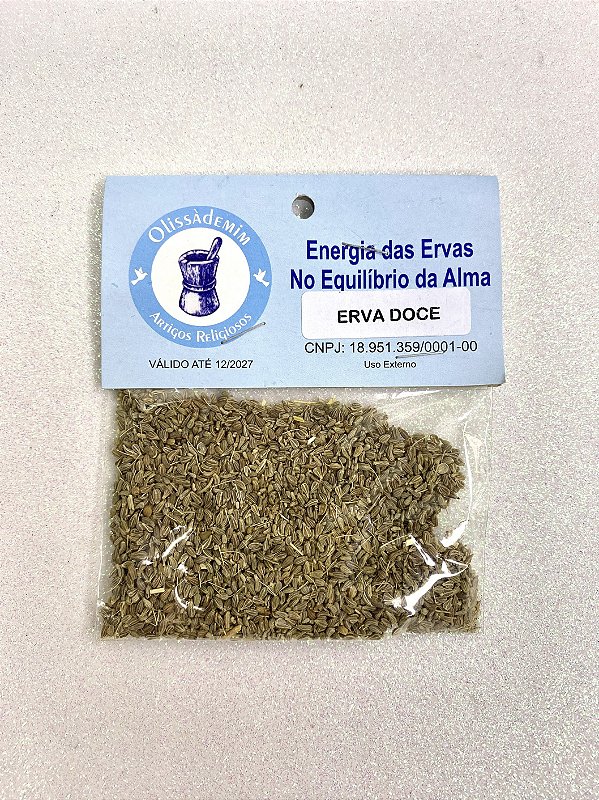 Olissàdemim
Artigos Religiosos
VÁLIDO ATÉ 12/2027
Energia das Ervas
No Equilíbrio da Alma
ERVA DOCE
CNPJ: 18.951.359/0001-00
Uso Externo